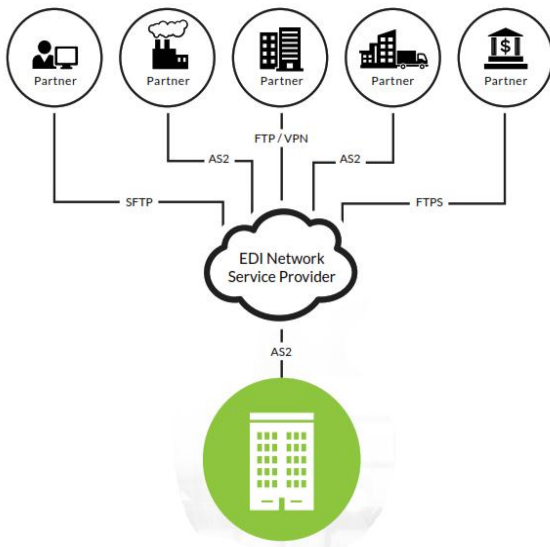 Partner
Partner
Partner
Partner
$
Partner
FTP / VPN
AS2
AS2
SFTP
FTPS
EDI Network
Service Provider
AS2